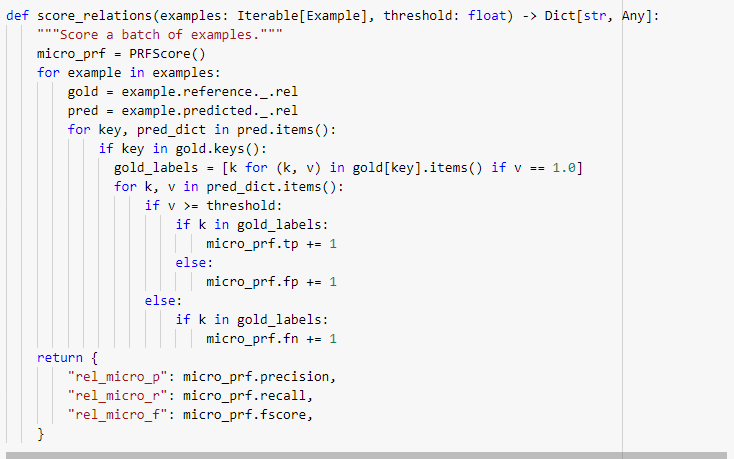 def score_relations(examples: Iterable[Example], threshold: float) -> Dict[str, Any]:
    """Score a batch of examples."""
    micro_prf = PRFScore()
    for example in examples:
        gold = example.reference._.rel
        pred = example.predicted._.rel
        for key, pred_dict in pred.items():
            if key in gold.keys():
              gold_labels = [k for (k, v) in gold[key].items() if v == 1.0]
              for k, v in pred_dict.items():
                  if v >= threshold:
                      if k in gold_labels:
                          micro_prf.tp += 1
                      else:
                          micro_prf.fp += 1
                  else:
                      if k in gold_labels:
                          micro_prf.fn += 1
    return {
        "rel_micro_p": micro_prf.precision,
        "rel_micro_r": micro_prf.recall,
        "rel_micro_f": micro_prf.fscore,
    }